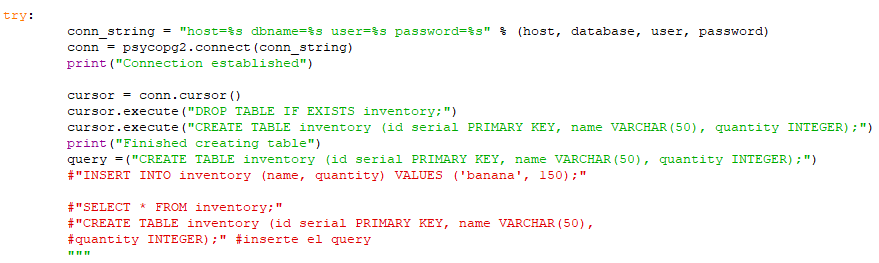 try:
conn_string = "host=%s dbname=%s user=%s password=%s" % (host, database, user, password)
conn = psycopg2.connect(conn_string)
print("Connection established")
cursor = conn.cursor()
cursor.execute("DROP TABLE IF EXISTS inventory;")
cursor.execute("CREATE TABLE inventory (id serial PRIMARY KEY, name VARCHAR(50), quantity INTEGER);")
print("Finished creating table")
query =("CREATE TABLE inventory (id serial PRIMARY KEY, name VARCHAR(50), quantity INTEGER);")
#"INSERT INTO inventory (name, quantity) VALUES ('banana', 150);"
#"SELECT * FROM inventory;"
#"CREATE TABLE inventory (id serial PRIMARY KEY, name VARCHAR(50),
#quantity INTEGER);" #inserte el query
"""